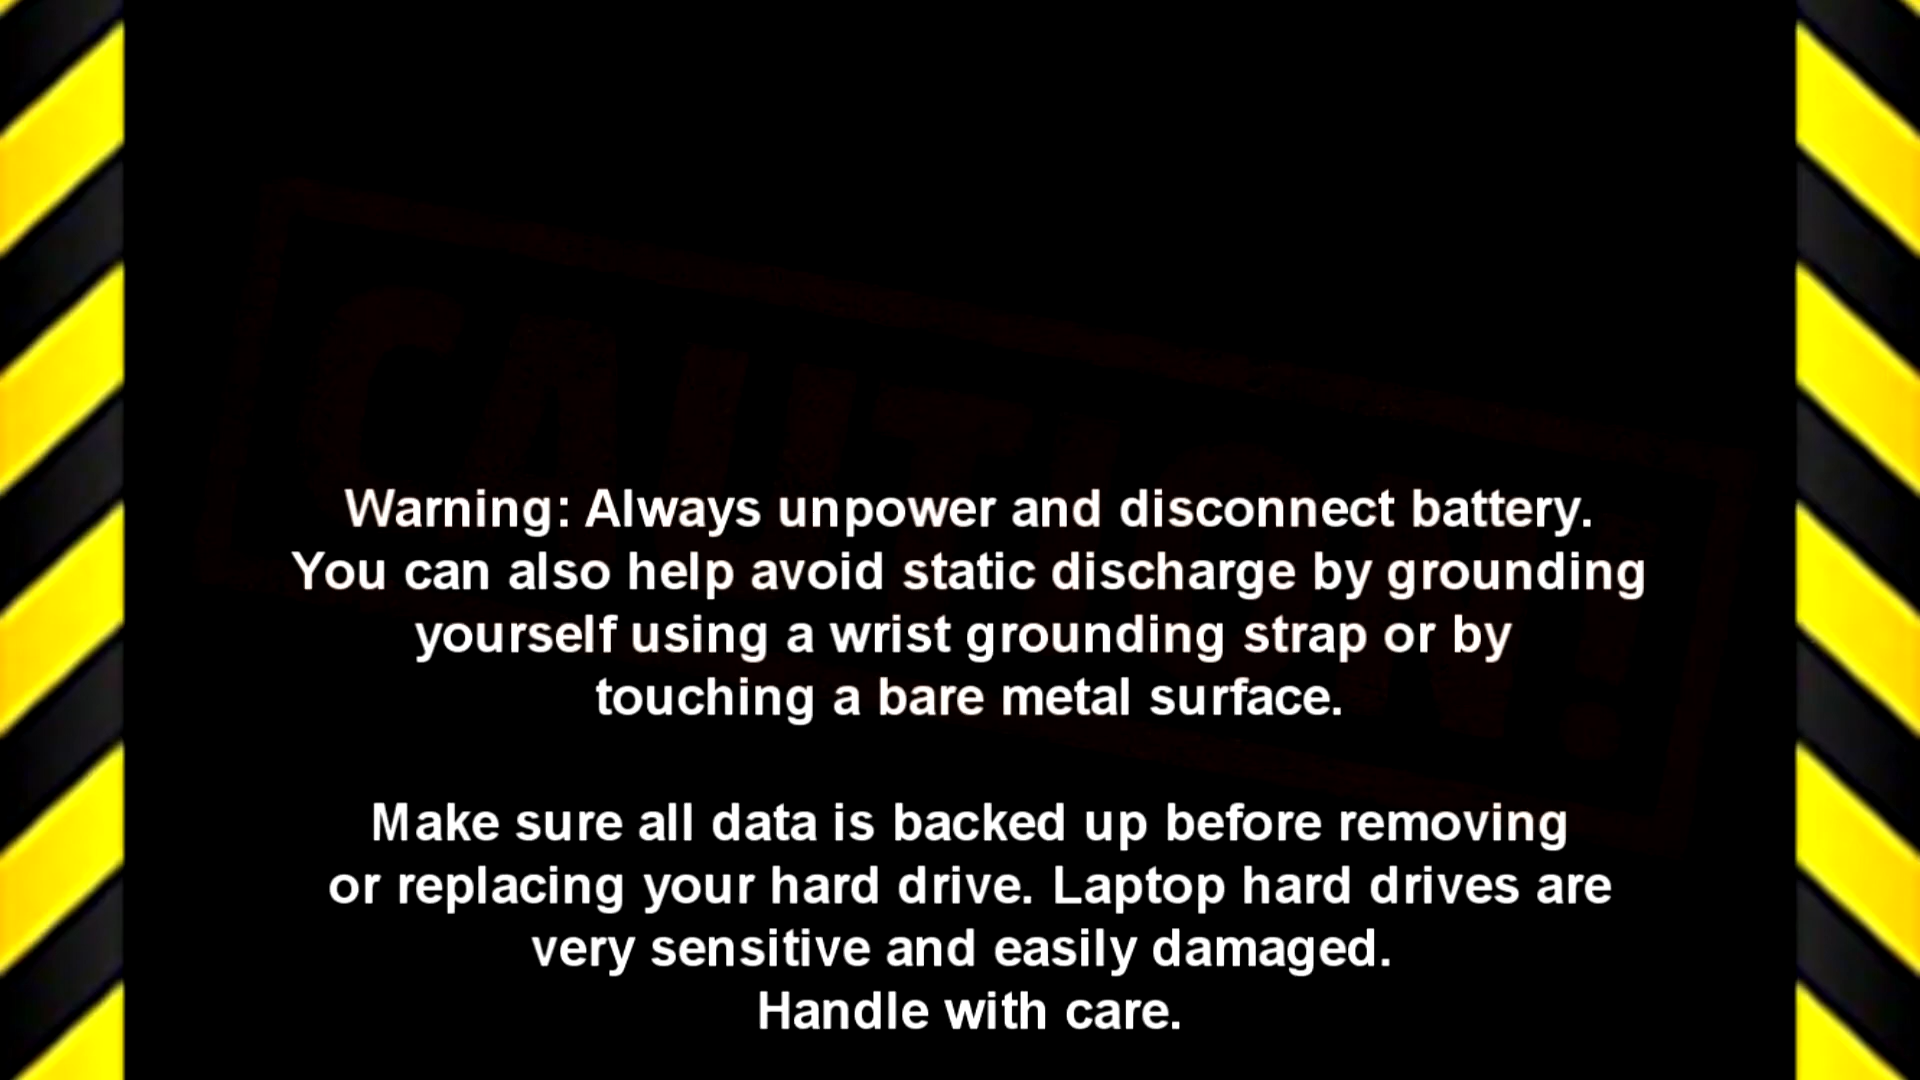 CAUTION!
Warning: Always unpower and disconnect battery.
You can also help avoid static discharge by grounding
yourself using a wrist grounding strap or by
touching a bare metal surface.
Make sure all data is backed up before removing
or replacing your hard drive. Laptop hard drives are
very sensitive and easily damaged.
Handle with care.